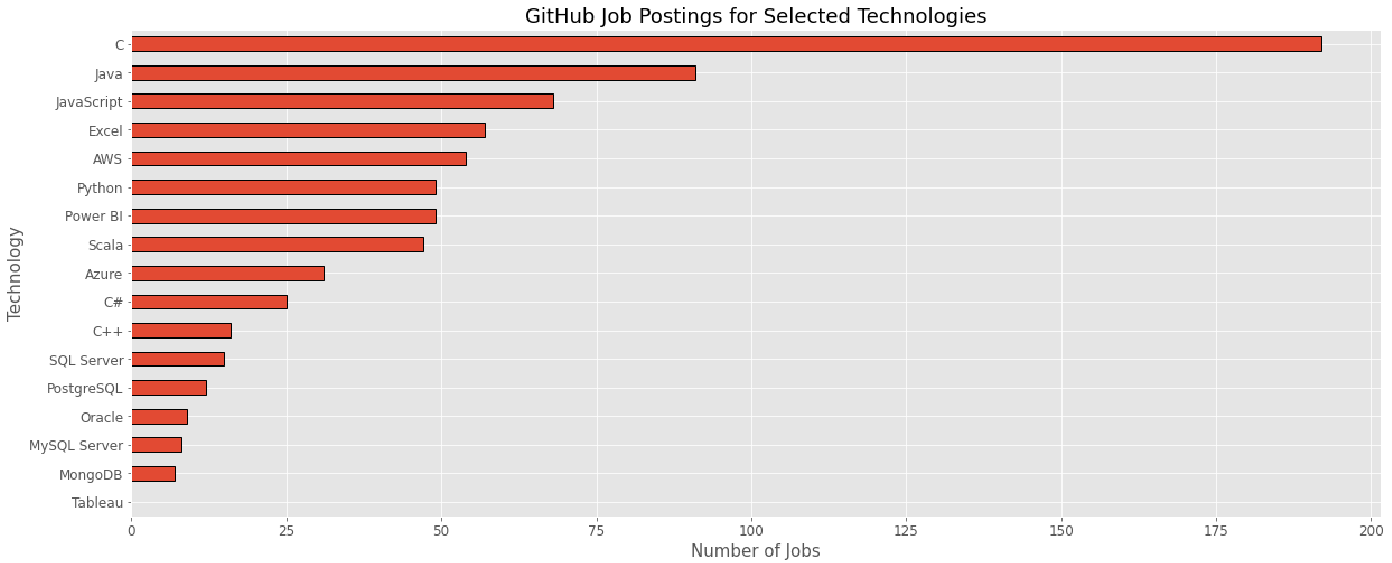 GitHub Job Postings for Selected Technologies
C
Java
JavaScript
Excel
AWS
Python
Power BI
Scala
Azure
C#
C++
SQL Server
PostgreSQL
Oracle
MySQL Server
MongoDB
Tableau
Technology
0 25 50 75 100 125 150 175 200
Number of Jobs